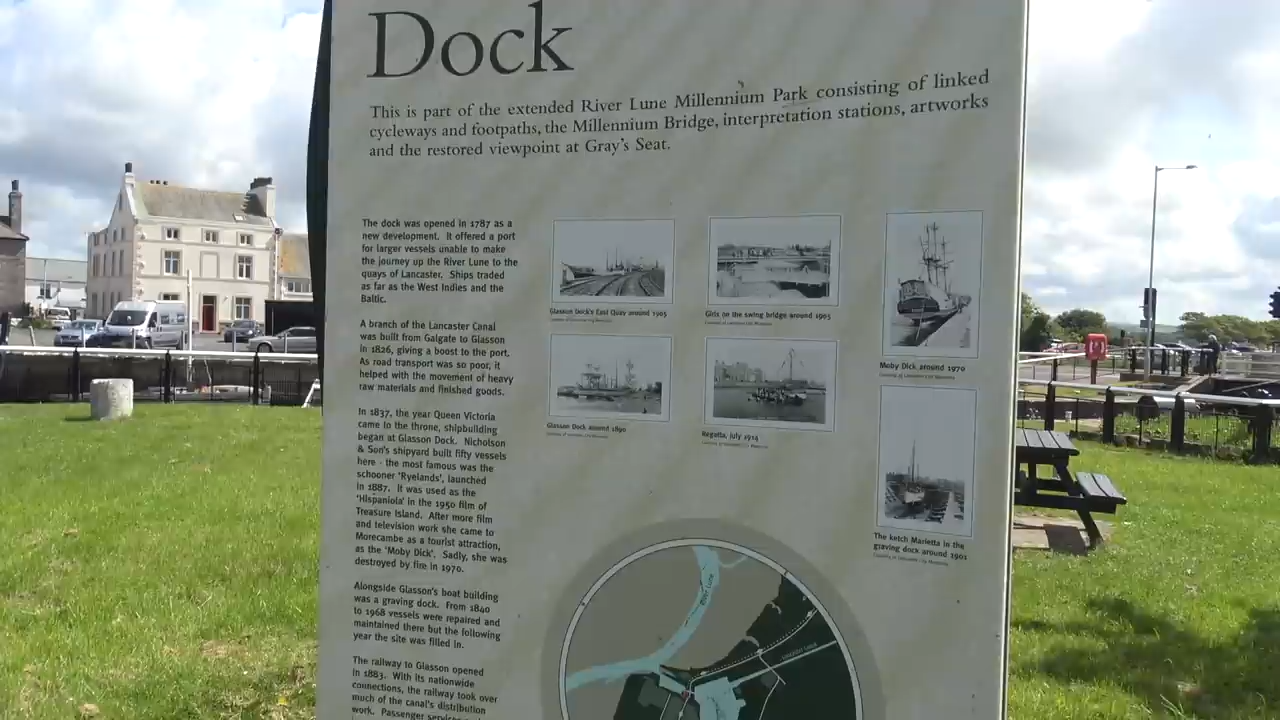 Dock
This is part of the extended River Lune Millennium Park consisting of linked
cycleways and footpaths, the Millennium Bridge, interpretation stations, artworks
and the restored viewpoint at Gray's Seat.
The dock was opened in 1787 as a
new development. It offered a port
for larger vessels unable to make
the journey up the River Lune to the
quays of Lancaster. Ships traded
as far as the West Indies and the
Baltic.
A branch of the Lancaster Canal
was built from Galgate to Glasson
in 1826, giving a boost to the port.
As road transport was so poor, it
helped with the movement of heavy
raw materials and finished goods.
In 1837, the year Queen Victoria
came to the throne, shipbuilding
began at Glasson Dock. Nicholson
& Son's shipyard built fifty vessels
here - the most famous was the
schooner 'Ryelands', launched
in 1887. It was used as the
'Hispaniola' in the 1950 film of
Treasure Island. After more film
and television work she came to
Morecambe as a tourist attraction,
as the 'Moby Dick'. Sadly, she was
destroyed by fire in 1970.
Alongside Glasson's boat building
was a graving dock. From 1840
to 1968 vessels were repaired and
maintained there but the following
year the site was filled in.
The railway to Glasson opened
in 1883. With its nationwide
connections, the railway took over
much of the canal's distribution
work. Passenger services
Glasson Dock's East Quay around 1905
Girls on the swing bridge around 1905
Moby Dick around 1970
Glasson Dock around 1890
Regatta, July 1914
The ketch Marietta in the
graving dock around 1901
River Lune